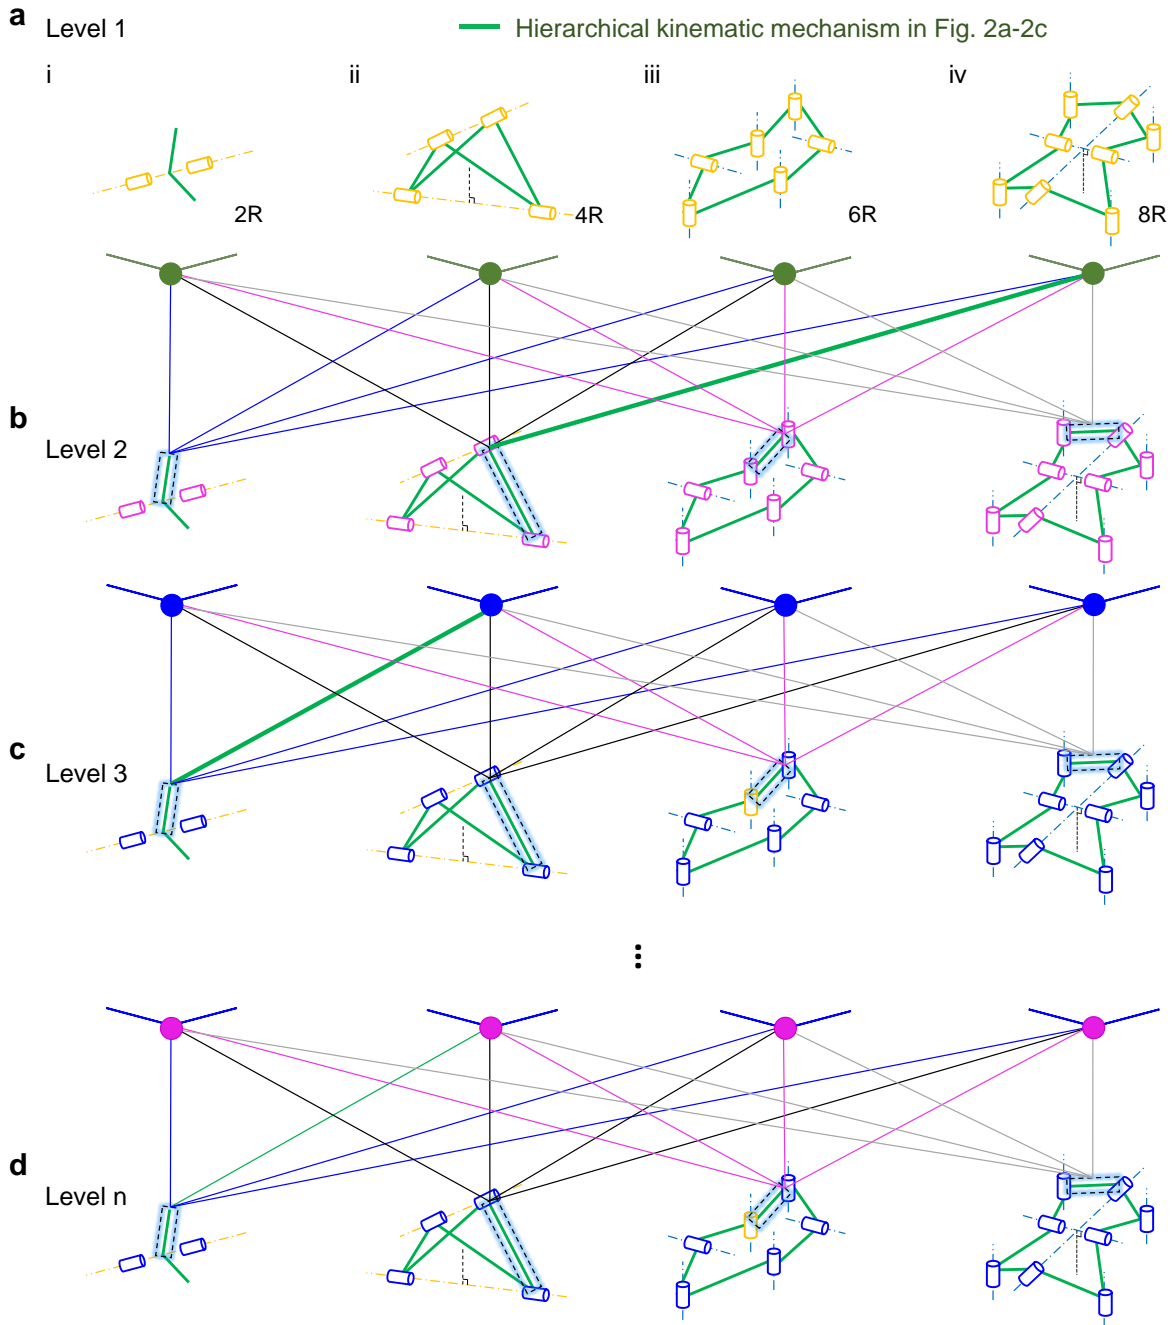 a
Level 1
Hierarchical kinematic mechanism in Fig. 2a-2c
i
ii
iii
iv
2R
4R
6R
8R
b
Level 2
c
Level 3
d
Level n